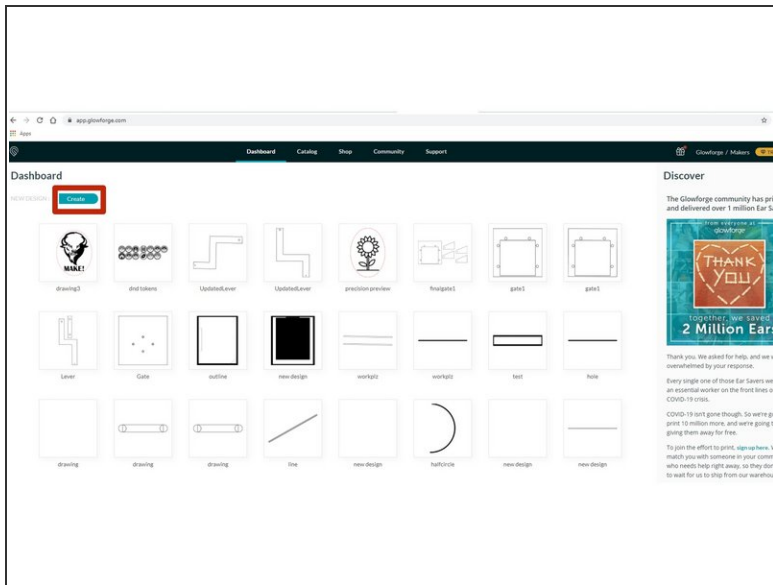 app.glowforge.com
Apps
Dashboard Catalog Shop Community Support
Glowforge / Makers
Dashboard
NEW DESIGN Create
MAKE!
drawing3 dnd tokens UpdatedLever UpdatedLever precision preview finalgate1 gate1 gate1
Lever Gate outline new design workplz workplz test hole
drawing drawing drawing line new design halfcircle new design new design
Discover
The Glowforge community has pri
and delivered over 1 million Ear Sa
from everyone at
glowforge
THANK
YOU
together, we saved
2 Million Ears
Thank you. We asked for help, and we
overwhelmed by your response.
Every single one of those Ear Savers we
an essential worker on the front lines o
COVID-19 crisis.
COVID-19 isn't gone though. So we're go
print 10 million more, and we're going t
giving them away for free.
To join the effort to print, sign up here. W
match you with someone in your comm
who needs help right away, so they don
to wait for us to ship from our warehou